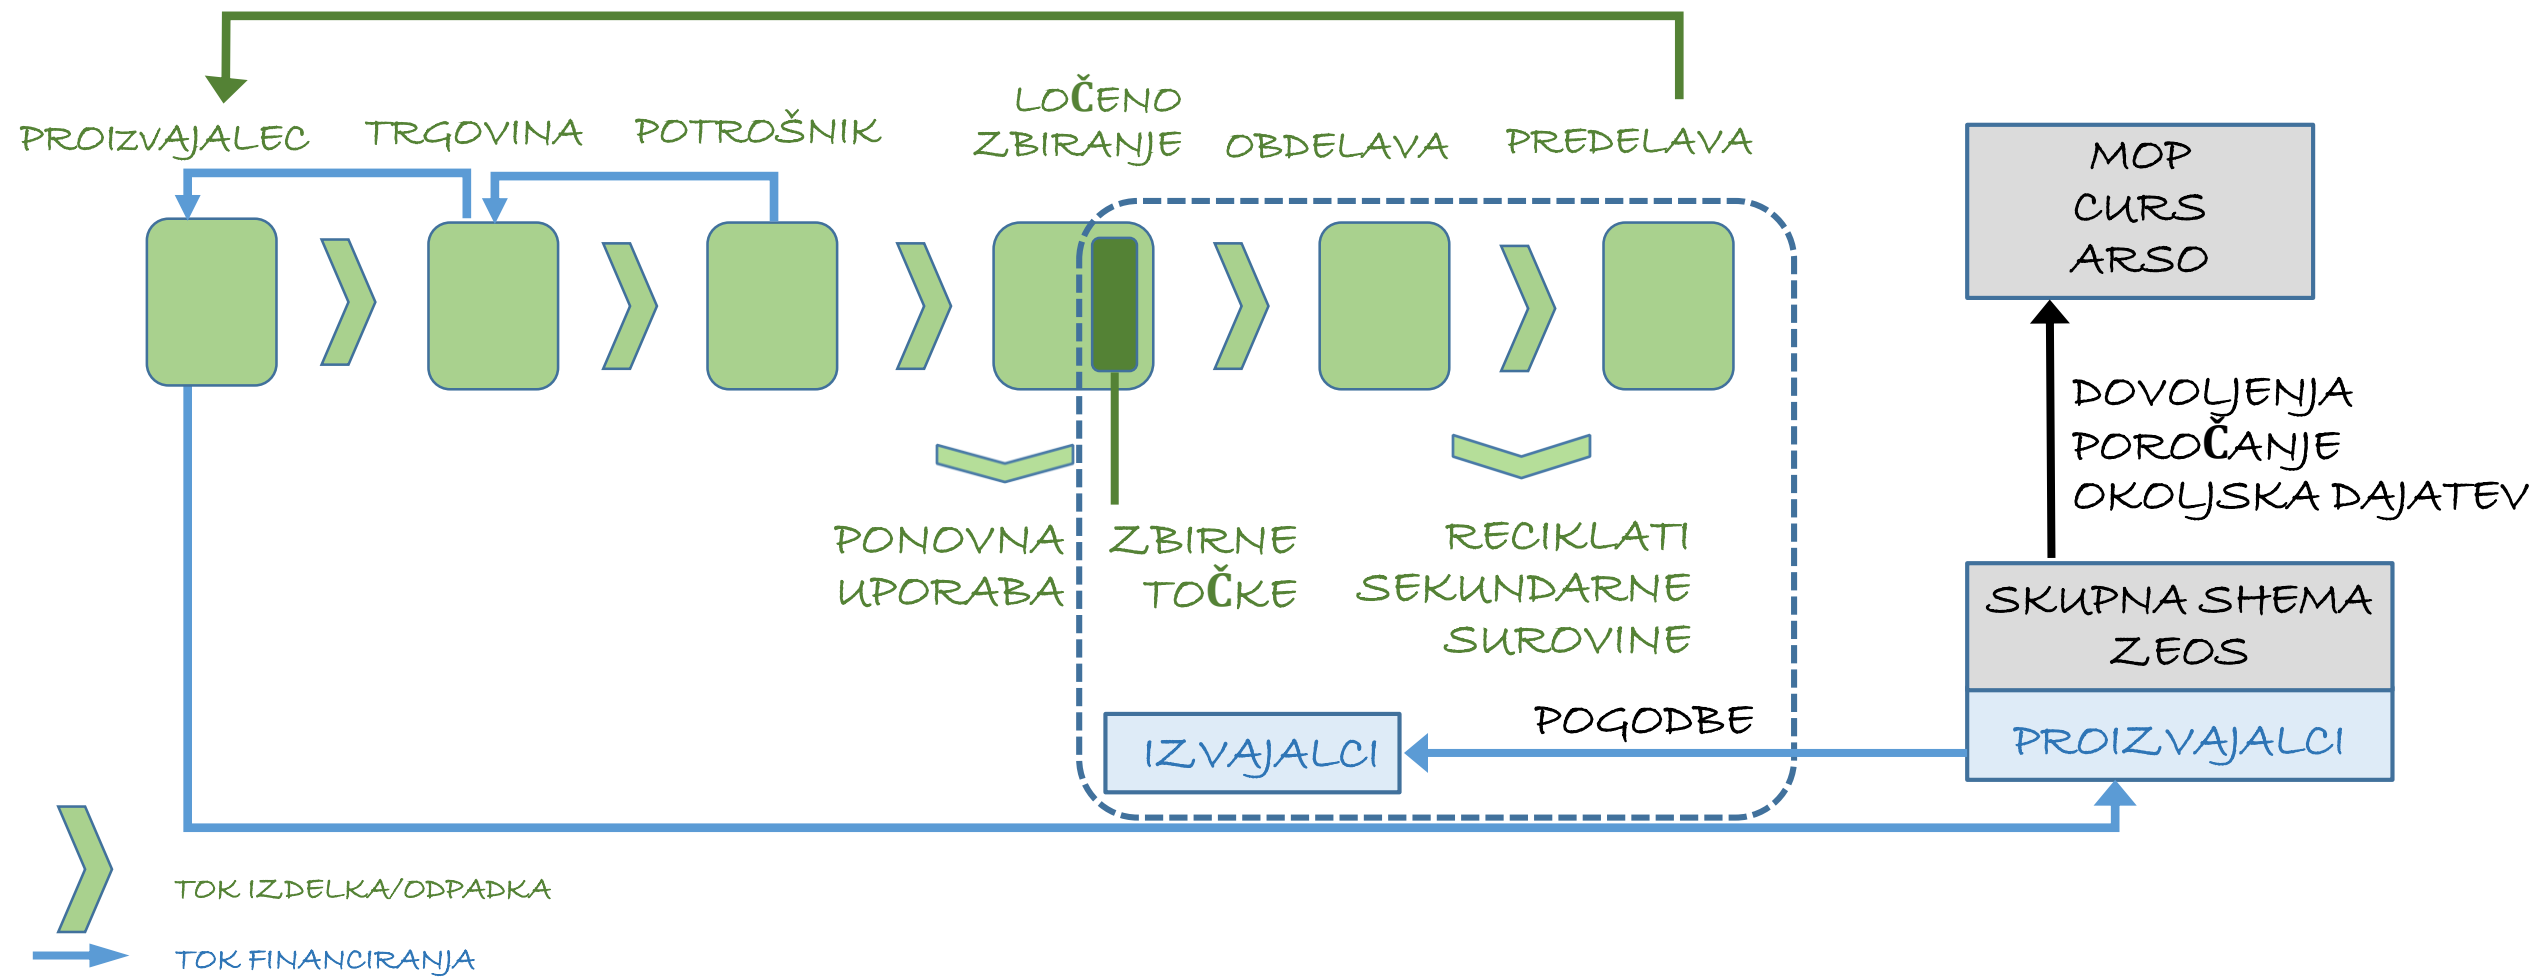 PROIZVAJALEC
TRGOVINA
POTROŠNIK
LOČENO
ZBIRANJE
OBDELAVA
PREDELAVA
MOP
CURS
ARSO
DOVOLJENJA
POROČANJE
OKOLJSKA DAJATEV
PONOVNA
UPORABA
ZBIRNE
TOČKE
RECIKLATI
SEKUNDARNE
SUROVINE
SKUPNA SHEMA
ZEOS
PROIZVAJALCI
POGODBE
IZVAJALCI
TOK IZDELKA/ODPADKA
TOK FINANCIRANJA